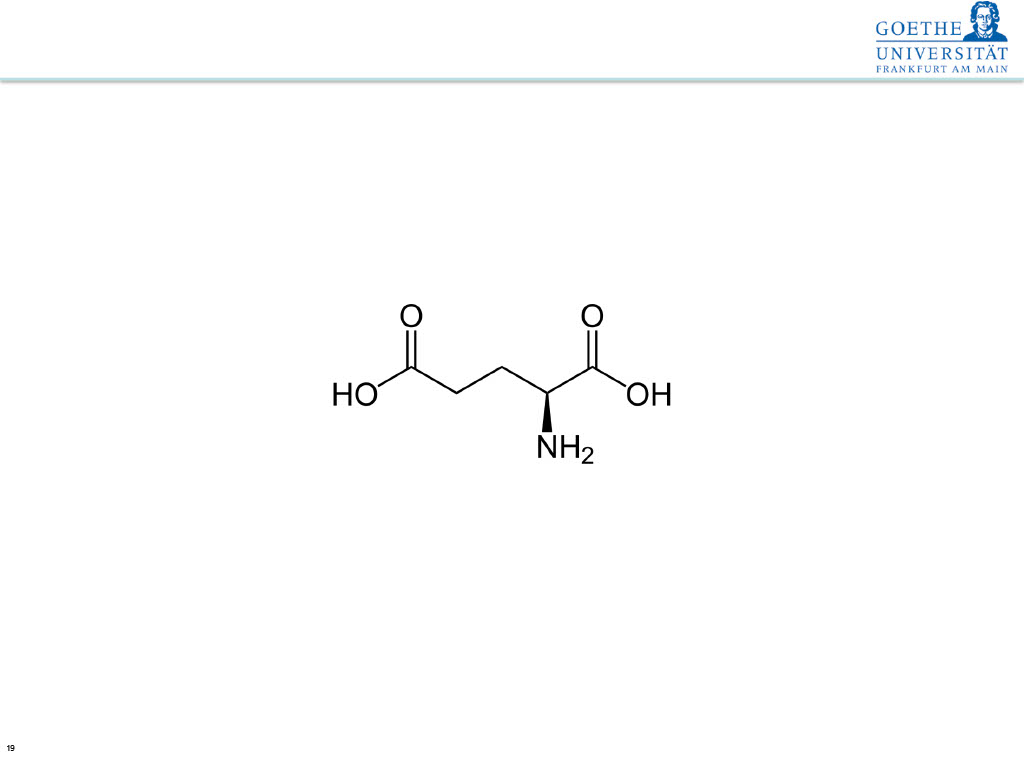 GOETHE
UNIVERSITÄT
FRANKFURT AM MAIN
O O
HO OH
NH2
19